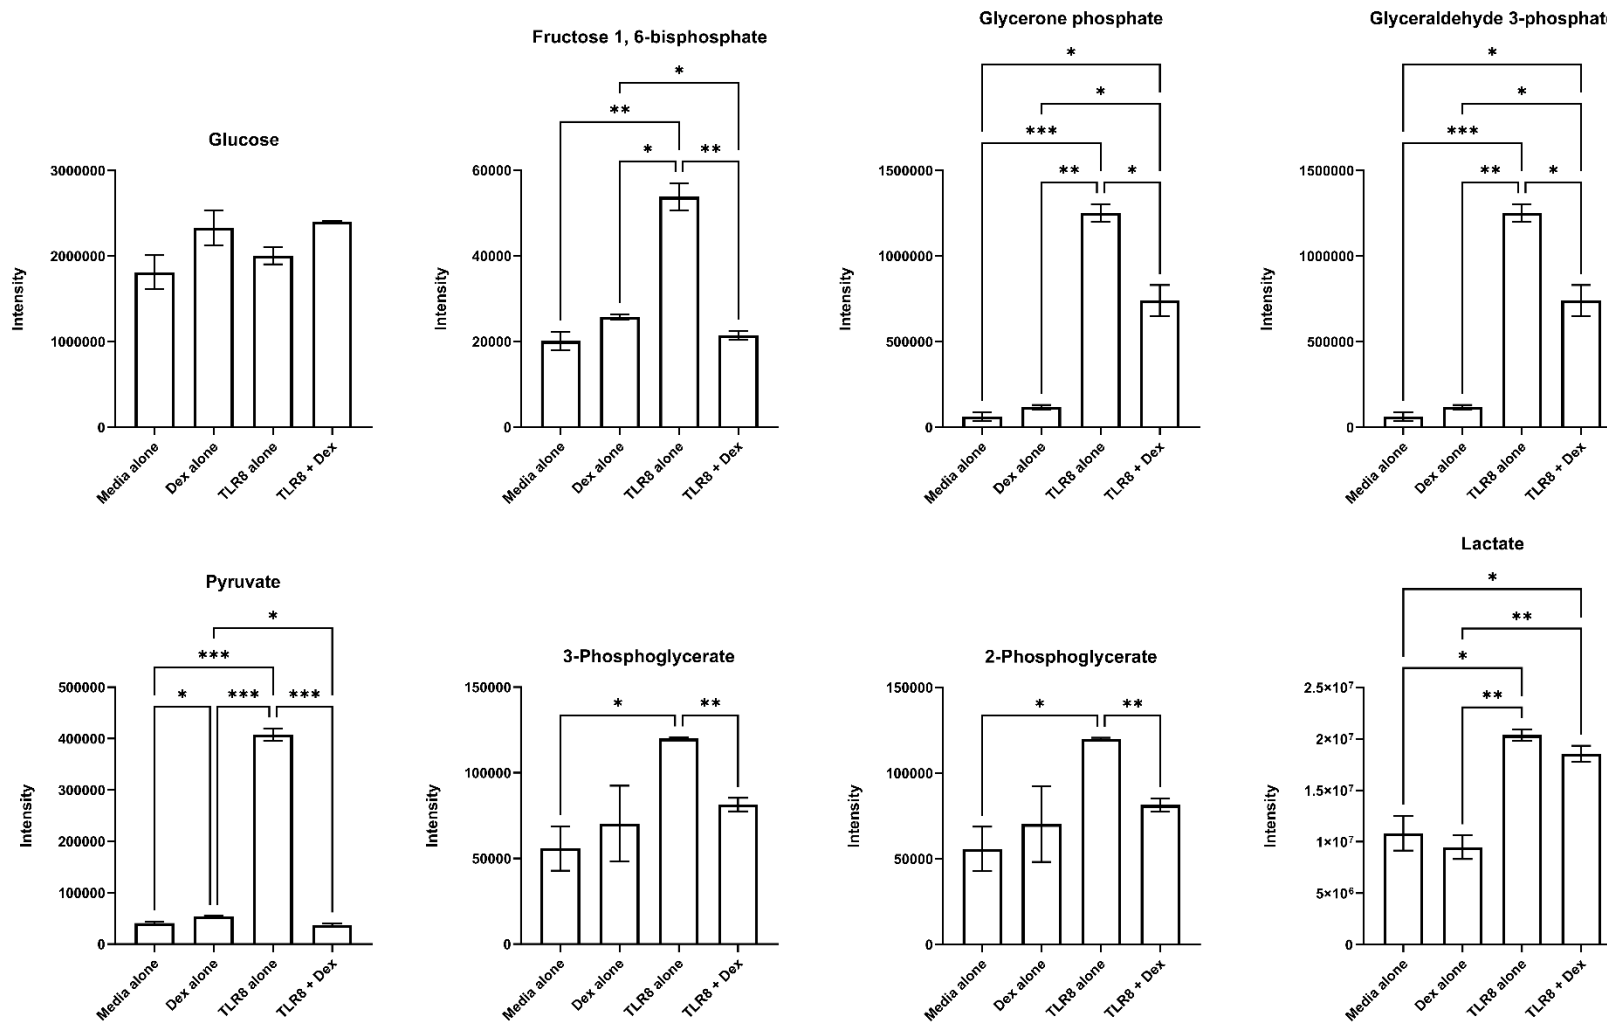 Glucose
Intensity
3000000
2000000
1000000
0
Media alone
Dex alone
TLR8 alone
TLR8 + Dex
Fructose 1, 6-bisphosphate
*
**
*
**
Intensity
60000
40000
20000
0
Media alone
Dex alone
TLR8 alone
TLR8 + Dex
Glycerone phosphate
*
*
***
**
*
Intensity
1500000
1000000
500000
0
Media alone
Dex alone
TLR8 alone
TLR8 + Dex
Glyceraldehyde 3-phosphate
*
*
***
**
*
Intensity
1500000
1000000
500000
0
Media alone
Dex alone
TLR8 alone
TLR8 + Dex
Pyruvate
*
***
*
***
***
Intensity
500000
400000
300000
200000
100000
0
Media alone
Dex alone
TLR8 alone
TLR8 + Dex
3-Phosphoglycerate
*
**
Intensity
150000
100000
50000
0
Media alone
Dex alone
TLR8 alone
TLR8 + Dex
2-Phosphoglycerate
*
**
Intensity
150000
100000
50000
0
Media alone
Dex alone
TLR8 alone
TLR8 + Dex
Lactate
*
**
*
**
Intensity
2.5×10⁷
2×10⁷
1.5×10⁷
1×10⁷
5×10⁶
0
Media alone
Dex alone
TLR8 alone
TLR8 + Dex